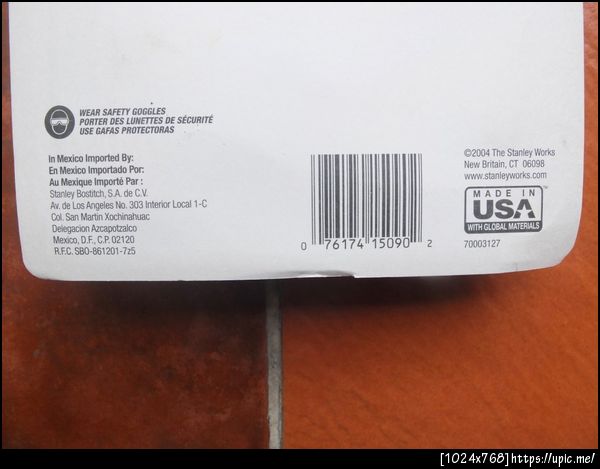 WEAR SAFETY GOGGLES
PORTER DES LUNETTES DE SÉCURITÉ
USE GAFAS PROTECTORAS
In Mexico Imported By:
En Mexico Importado Por:
Au Mexique Importé Par :
Stanley Bostitch, S.A. de C.V.
Av. de Los Angeles No. 303 Interior Local 1-C
Col. San Martin Xochinahuac
Delegacion Azcapotzalco
Mexico, D.F., C.P. 02120
R.F.C. SBO-861201-7z5
0 76174 15090 2
©2004 The Stanley Works
New Britain, CT 06098
www.stanleyworks.com
MADE IN
USA
WITH GLOBAL MATERIALS
70003127
[1024x768]https://upic.me/